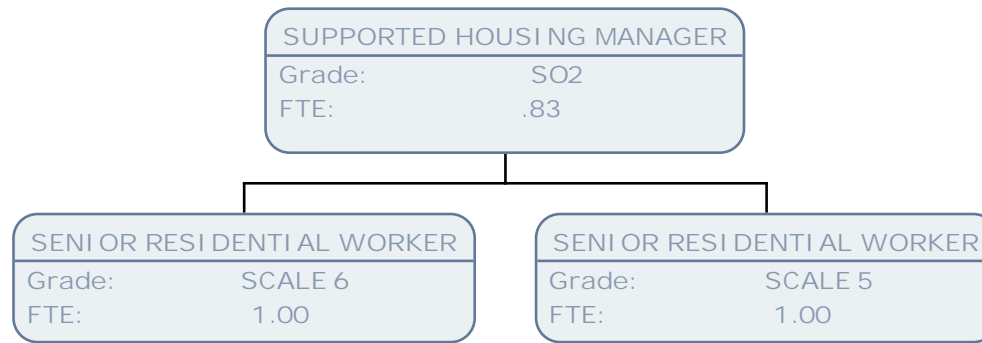 SUPPORTED HOUSING MANAGER
Grade: SO2
FTE: .83
SENIOR RESIDENTIAL WORKER
Grade: SCALE 6
FTE: 1.00
SENIOR RESIDENTIAL WORKER
Grade: SCALE 5
FTE: 1.00